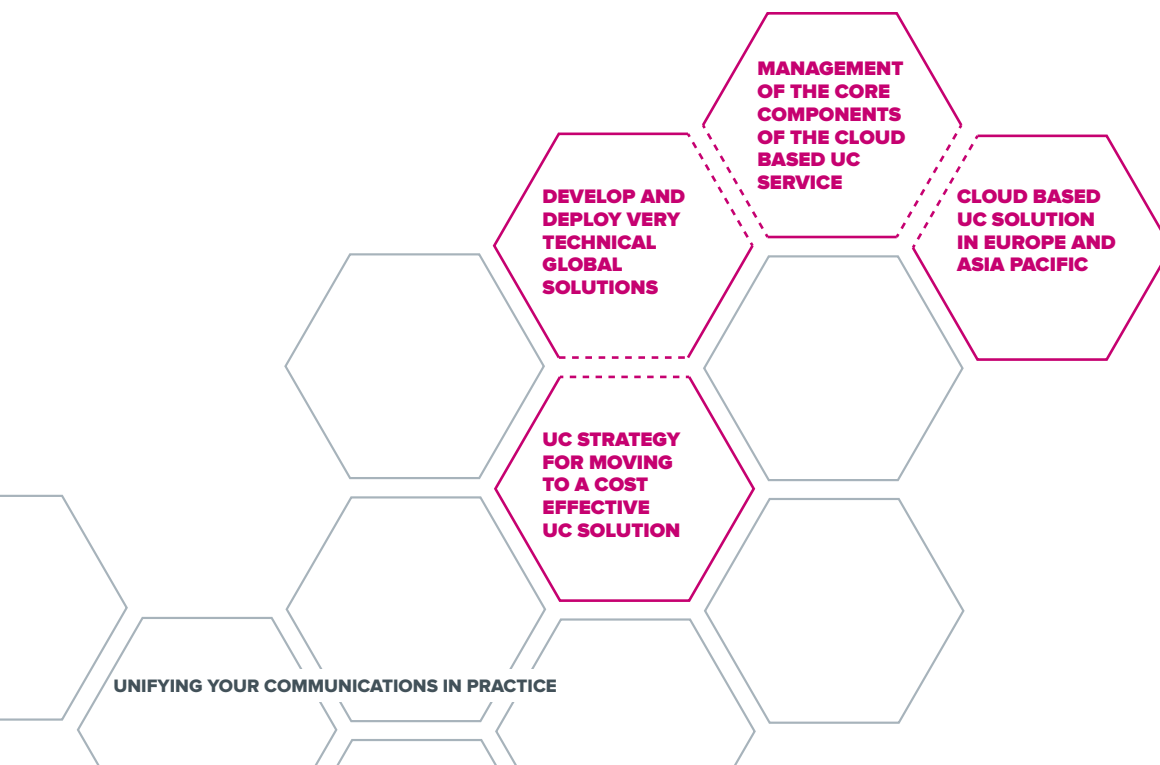 MANAGEMENT
OF THE CORE
COMPONENTS
OF THE CLOUD
BASED UC
SERVICE
DEVELOP AND
DEPLOY VERY
TECHNICAL
GLOBAL
SOLUTIONS
CLOUD BASED
UC SOLUTION
IN EUROPE AND
ASIA PACIFIC
UC STRATEGY
FOR MOVING
TO A COST
EFFECTIVE
UC SOLUTION
UNIFYING YOUR COMMUNICATIONS IN PRACTICE